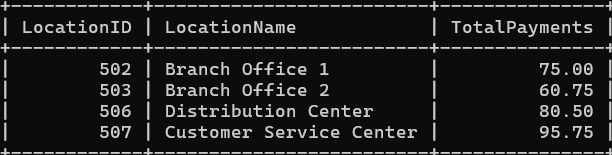 | LocationID | LocationName | TotalPayments |
| 502 | Branch Office 1 | 75.00 |
| 503 | Branch Office 2 | 60.75 |
| 506 | Distribution Center | 80.50 |
| 507 | Customer Service Center | 95.75 |